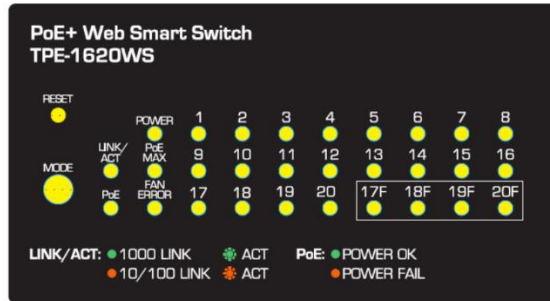 PoE+ Web Smart Switch
TPE-1620WS
RESET
POWER 1 2 3 4 5 6 7 8
LINK/ACT PoE MAX 9 10 11 12 13 14 15 16
MODE
PoE FAN ERROR 17 18 19 20 17F 18F 19F 20F
LINK/ACT: 1000 LINK ACT PoE: POWER OK
10/100 LINK ACT POWER FAIL